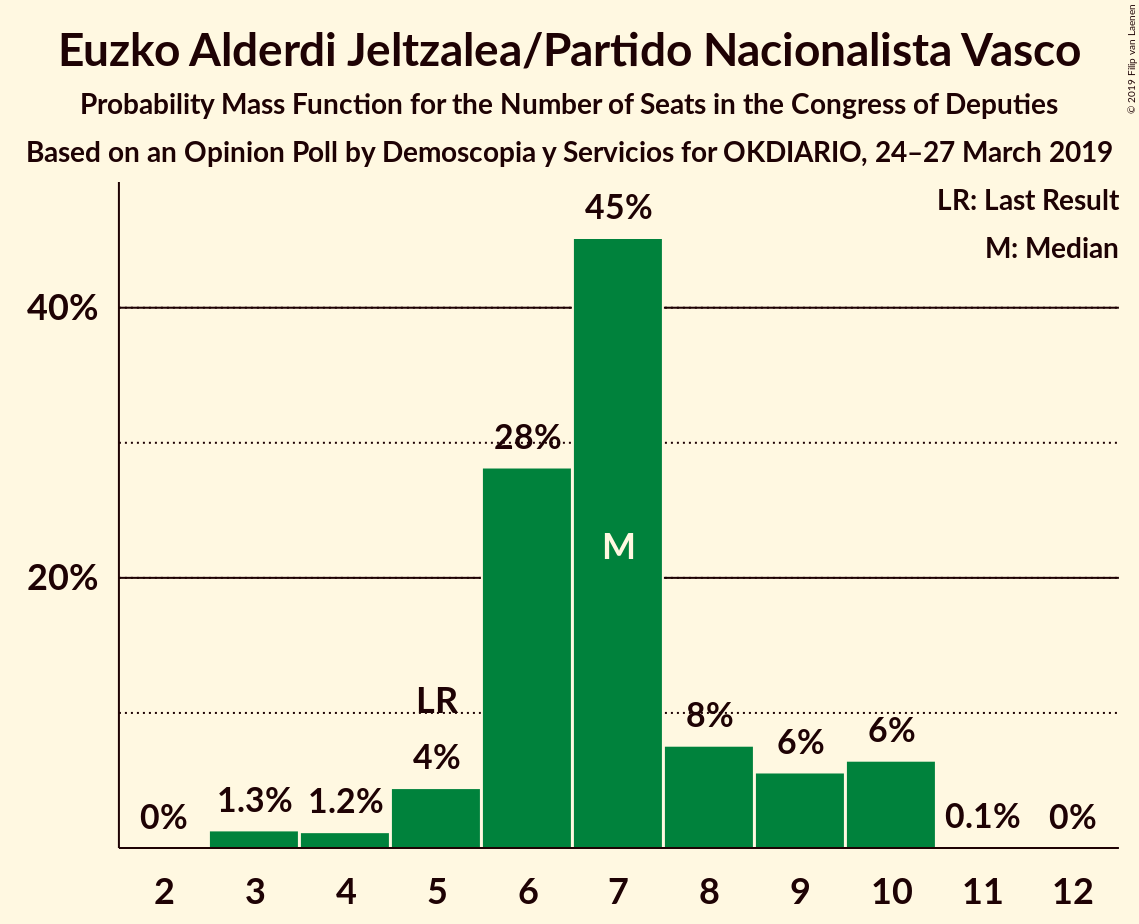 Euzko Alderdi Jeltzalea/Partido Nacionalista Vasco
Probability Mass Function for the Number of Seats in the Congress of Deputies
Based on an Opinion Poll by Demoscopia y Servicios for OKDIARIO, 24–27 March 2019
© 2019 Filip van Laenen
LR: Last Result
M: Median
45%
40%
28%
M
20%
LR
8%
6%
6%
4%
1.3%
1.2%
0%
0.1%
0%
2 3 4 5 6 7 8 9 10 11 12